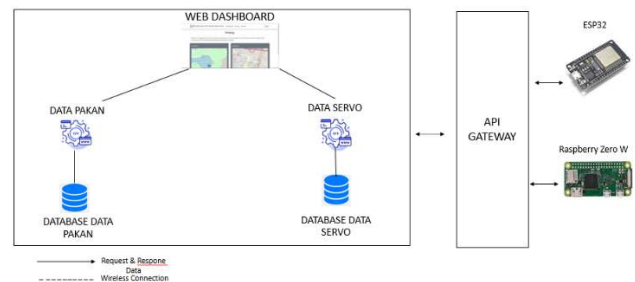 WEB DASHBOARD
DATA PAKAN
DATA SERVO
DATABASE DATA
PAKAN
DATABASE DATA
SERVO
API
GATEWAY
ESP32
Raspberry Zero W
Request & Respone
Data
Wireless Connection